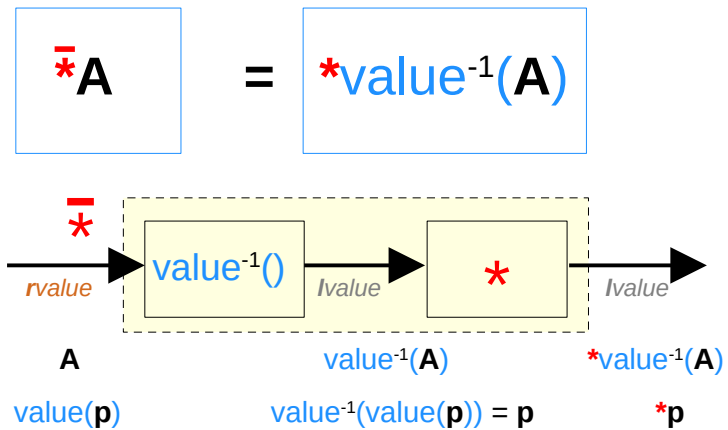 *̅A = *value⁻¹(A)
*̅
value⁻¹() *
rvalue lvalue lvalue
A value⁻¹(A) *value⁻¹(A)
value(p) value⁻¹(value(p)) = p *p